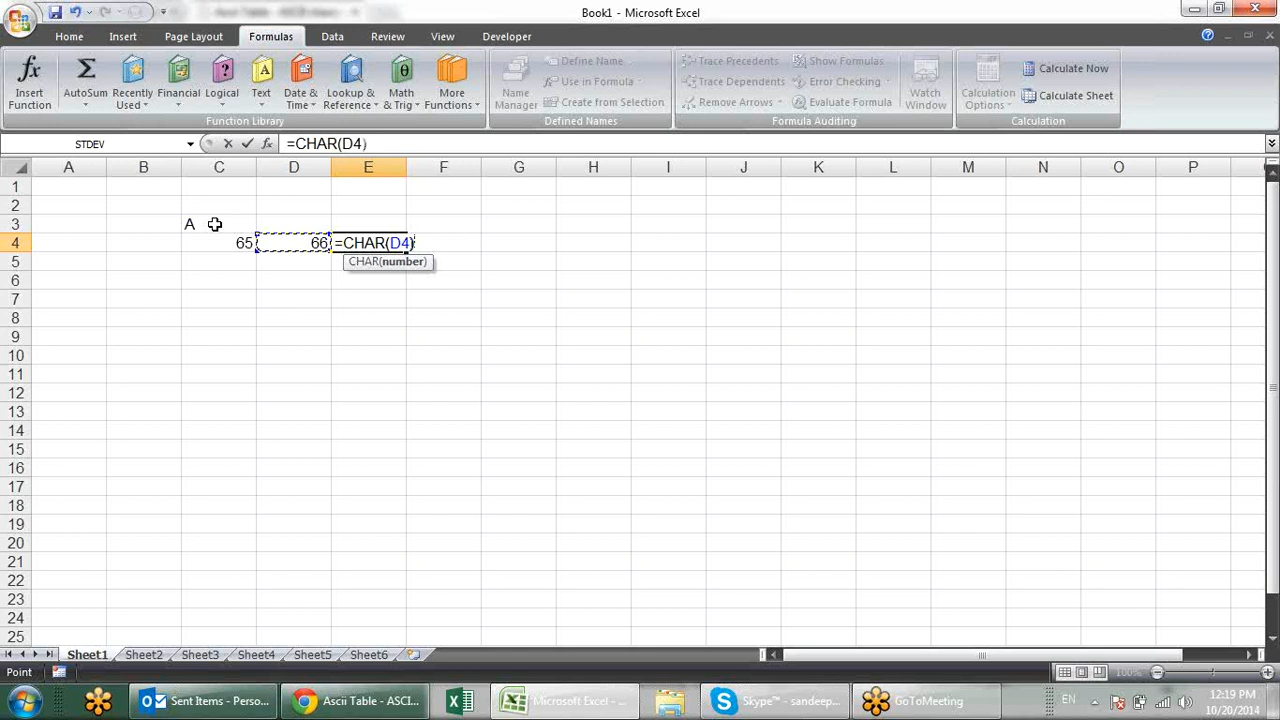 Book1 - Microsoft Excel
Home Insert Page Layout Formulas Data Review View Developer
fx Σ A ? θ
Insert Function
AutoSum
Recently Used
Financial
Logical
Text
Date & Time
Lookup & Reference
Math & Trig
More Functions
Function Library
Name Manager
Define Name
Use in Formula
Create from Selection
Defined Names
Trace Precedents
Trace Dependents
Remove Arrows
Show Formulas
Error Checking
Evaluate Formula
Formula Auditing
Watch Window
Calculation Options
Calculate Now
Calculate Sheet
Calculation
STDEV fx =CHAR(D4)
A B C D E F G H I J K L M N O P
1
2
3 A
4 65 66 =CHAR(D4)
CHAR(number)
5
6
7
8
9
10
11
12
13
14
15
16
17
18
19
20
21
22
23
24
25
Sheet1 Sheet2 Sheet3 Sheet4 Sheet5 Sheet6
Point 100%
Sent Items - Perso... Ascii Table - ASCI... Microsoft Excel - ... Skype™ - sandeep... GoToMeeting EN 12:19 PM
10/20/2014